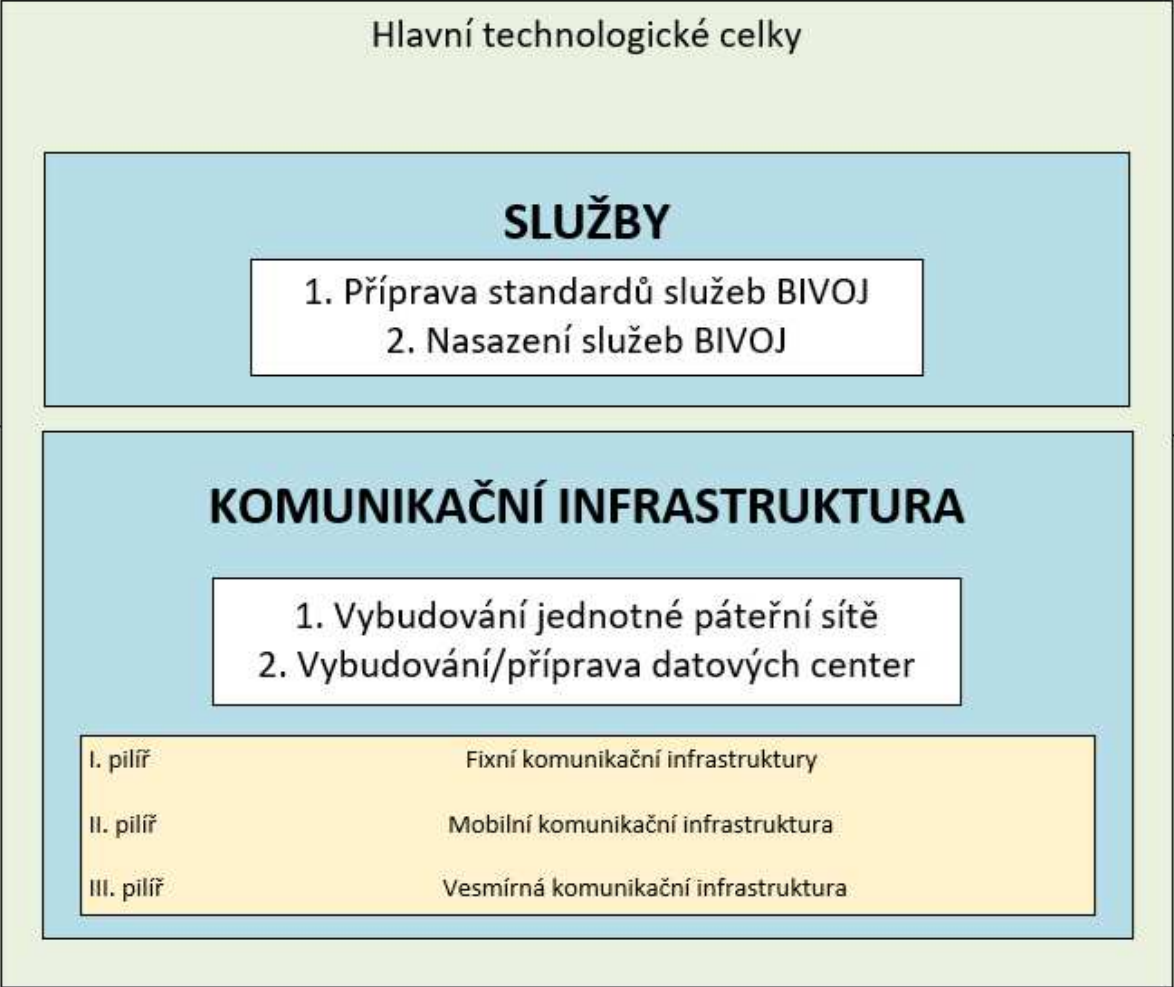 Hlavní technologické celky
SLUŽBY
1. Příprava standardů služeb BIVOJ
2. Nasazení služeb BIVOJ
KOMUNIKAČNÍ INFRASTRUKTURA
1. Vybudování jednotné páteřní sítě
2. Vybudování/příprava datových center
I. pilíř Fixní komunikační infrastruktury
II. pilíř Mobilní komunikační infrastruktura
III. pilíř Vesmírná komunikační infrastruktura